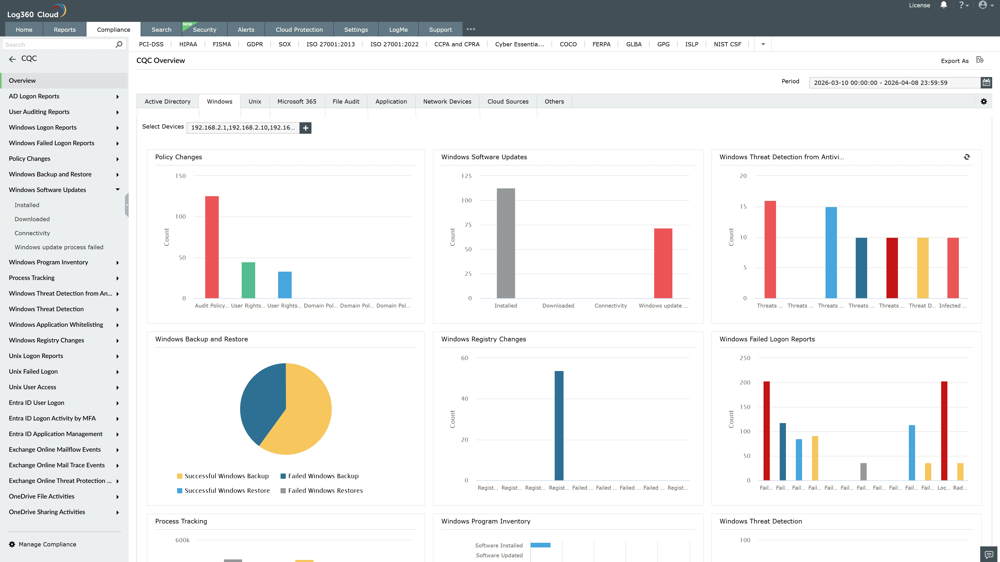 Log360 Cloud
License
?
Home
Reports
Compliance
Search
NEW
Security
Alerts
Cloud Protection
Settings
LogMe
Support
Search
PCI-DSS
HIPAA
FISMA
GDPR
SOX
ISO 27001:2013
ISO 27001:2022
CCPA and CPRA
Cyber Essentia...
COCO
FERPA
GLBA
GPG
ISLP
NIST CSF
CQC
Overview
AD Logon Reports
User Auditing Reports
Windows Logon Reports
Windows Failed Logon Reports
Policy Changes
Windows Backup and Restore
Windows Software Updates
Installed
Downloaded
Connectivity
Windows update process failed
Windows Program Inventory
Process Tracking
Windows Threat Detection from An...
Windows Threat Detection
Windows Application Whitelisting
Windows Registry Changes
Unix Logon Reports
Unix Failed Logon
Unix User Access
Entra ID User Logon
Entra ID Logon Activity by MFA
Entra ID Application Management
Exchange Online Mailflow Events
Exchange Online Mail Trace Events
Exchange Online Threat Protection ...
OneDrive File Activities
OneDrive Sharing Activities
Manage Compliance
CQC Overview
Export As
Period
2026-03-10 00:00:00 - 2026-04-08 23:59:59
Active Directory
Windows
Unix
Microsoft 365
File Audit
Application
Network Devices
Cloud Sources
Others
Select Devices
192.168.2.1,192.168.2.10,192.16...
Policy Changes
150
100
50
0
Count
Audit Policy... User Rights... User Rights... Domain Pol... Domain Pol... Domain Pol...
Windows Software Updates
125
100
75
50
25
0
Count
Installed Downloaded Connectivity Windows update ...
Windows Threat Detection from Antivi...
20
15
10
5
0
Count
Threats ... Threats ... Threats ... Threats ... Threats ... Threat D... Infected ...
Windows Backup and Restore
Successful Windows Backup
Failed Windows Backup
Successful Windows Restore
Failed Windows Restores
Windows Registry Changes
60
40
20
0
Count
Regist... Regist... Regist... Regist... Failed ... Failed ... Failed ... Failed ... Regist...
Windows Failed Logon Reports
250
200
150
100
50
0
Count
Fail... Fail... Fail... Fail... Fail... Fail... Fail... Fail... Fail... Fail... Fail... Loc... Rad...
Process Tracking
600k
Windows Program Inventory
Software Installed
Software Updated
Windows Threat Detection
100